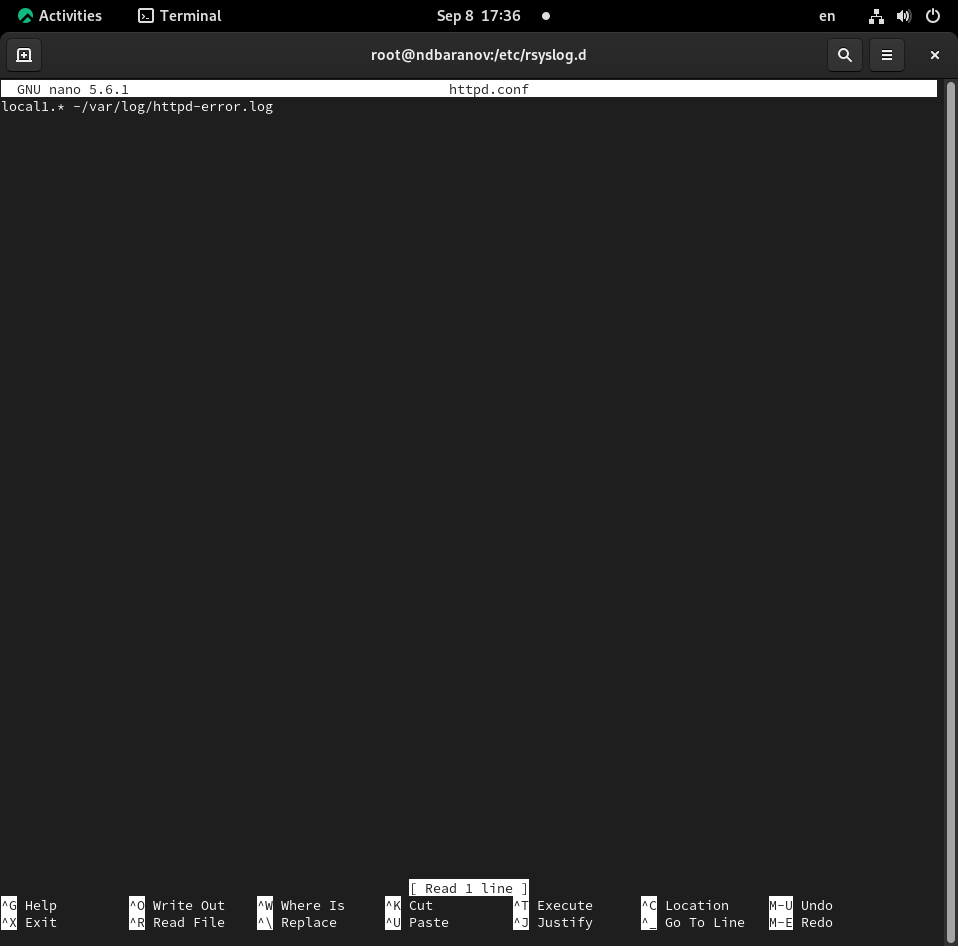 Activities Terminal Sep 8 17:36 en
root@ndbaranov:/etc/rsyslog.d
GNU nano 5.6.1 httpd.conf
local1.* -/var/log/httpd-error.log
[ Read 1 line ]
^G Help ^O Write Out ^W Where Is ^K Cut ^T Execute ^C Location M-U Undo
^X Exit ^R Read File ^\ Replace ^U Paste ^J Justify ^_ Go To Line M-E Redo